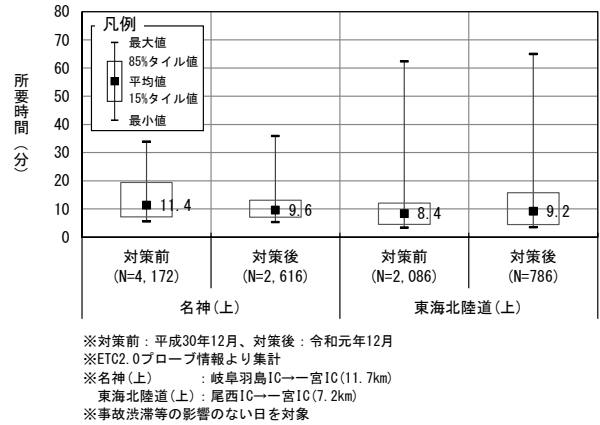 80
70
60
50
40
30
20
10
0
所要時間（分）
凡例
最大値
85%タイル値
平均値
15%タイル値
最小値
11.4
9.6
8.4
9.2
対策前
(N=4,172)
対策後
(N=2,616)
対策前
(N=2,086)
対策後
(N=786)
名神(上)
東海北陸道(上)
※対策前：平成30年12月、対策後：令和元年12月
※ETC2.0プローブ情報より集計
※名神(上)　　　：岐阜羽島IC→一宮IC(11.7km)
東海北陸道(上)：尾西IC→一宮IC(7.2km)
※事故渋滞等の影響のない日を対象